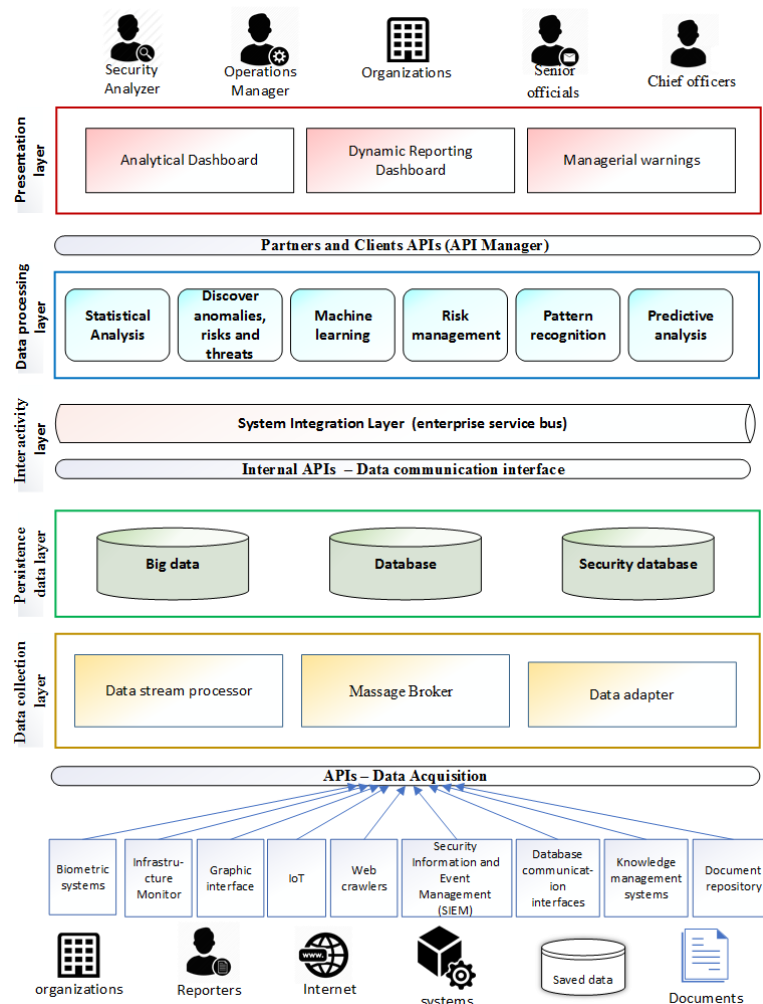 Security
Analyzer
Operations
Manager
Organizations
Senior
officials
Chief officers
Presentation
layer
Analytical Dashboard
Dynamic Reporting
Dashboard
Managerial warnings
Partners and Clients APIs (API Manager)
Data processing
layer
Statistical
Analysis
Discover
anomalies,
risks and
threats
Machine
learning
Risk
management
Pattern
recognition
Predictive
analysis
Interactivity
layer
System Integration Layer (enterprise service bus)
Internal APIs – Data communication interface
Persistence
data layer
Big data
Database
Security database
Data collection
layer
Data stream processor
Massage Broker
Data adapter
APIs – Data Acquisition
Biometric
systems
Infrastructu-
cture
Monitor
Graphic
interface
IoT
Web
crawlers
Security
Information and
Event
Management
(SIEM)
Database
communicat-
ion
interfaces
Knowledge
management
systems
Document
repository
organizations
Reporters
www.
Internet
systems
Saved data
Documents